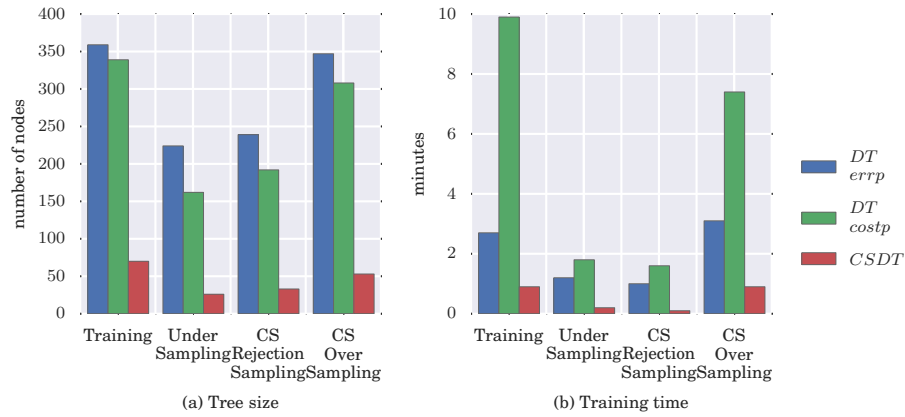 400
350
300
250
200
150
100
50
0
number of nodes
Training
Under
Sampling
CS
Rejection
Sampling
CS
Over
Sampling
(a) Tree size
10
8
6
4
2
0
minutes
Training
Under
Sampling
CS
Rejection
Sampling
CS
Over
Sampling
(b) Training time
DT
errp
DT
costp
CSDT